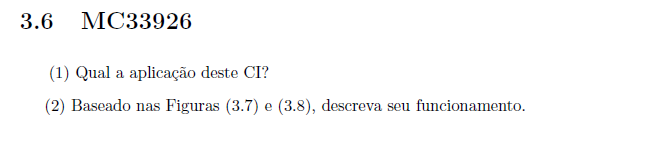 3.6 MC33926
(1) Qual a aplicação deste CI?
(2) Baseado nas Figuras (3.7) e (3.8), descreva seu funcionamento.